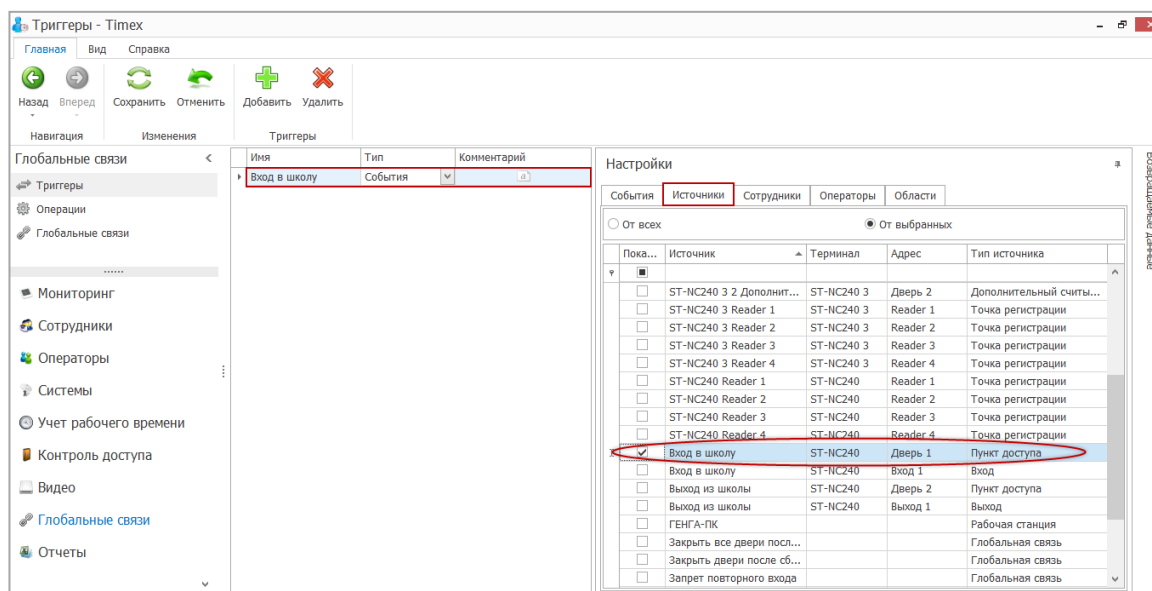 Триггеры - Timex
Главная Вид Справка
Назад Вперед Сохранить Отменить Добавить Удалить
Навигация Изменения Триггеры
Глобальные связи
Триггеры
Операции
Глобальные связи
Мониторинг
Сотрудники
Операторы
Системы
Учет рабочего времени
Контроль доступа
Видео
Глобальные связи
Отчеты
Имя Тип Комментарий
Вход в школу События a
Настройки
События Источники Сотрудники Операторы Области
От всех От выбранных
Пока... Источник Терминал Адрес Тип источника
ST-NC240 3 2 Дополнит... ST-NC240 3 Дверь 2 Дополнительный считы...
ST-NC240 3 Reader 1 ST-NC240 3 Reader 1 Точка регистрации
ST-NC240 3 Reader 2 ST-NC240 3 Reader 2 Точка регистрации
ST-NC240 3 Reader 3 ST-NC240 3 Reader 3 Точка регистрации
ST-NC240 3 Reader 4 ST-NC240 3 Reader 4 Точка регистрации
ST-NC240 Reader 1 ST-NC240 Reader 1 Точка регистрации
ST-NC240 Reader 2 ST-NC240 Reader 2 Точка регистрации
ST-NC240 Reader 3 ST-NC240 Reader 3 Точка регистрации
ST-NC240 Reader 4 ST-NC240 Reader 4 Точка регистрации
Вход в школу ST-NC240 Дверь 1 Пункт доступа
Вход в школу ST-NC240 Вход 1 Вход
Выход из школы ST-NC240 Дверь 2 Пункт доступа
Выход из школы ST-NC240 Выход 1 Выход
ГЕНГА-ПК Рабочая станция
Закрыть все двери посл... Глобальная связь
Закрыть двери после сб... Глобальная связь
Запрет повторного входа Глобальная связь
Возвращаемые данные